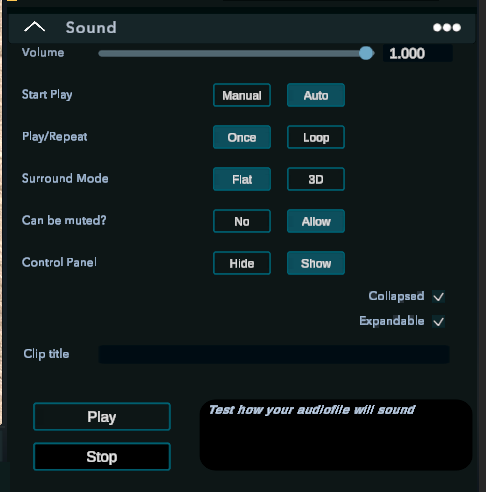 Sound
Volume 1.000
Start Play Manual Auto
Play/Repeat Once Loop
Surround Mode Flat 3D
Can be muted? No Allow
Control Panel Hide Show
Collapsed
Expandable
Clip title
Play
Stop
Test how your audiofile will sound